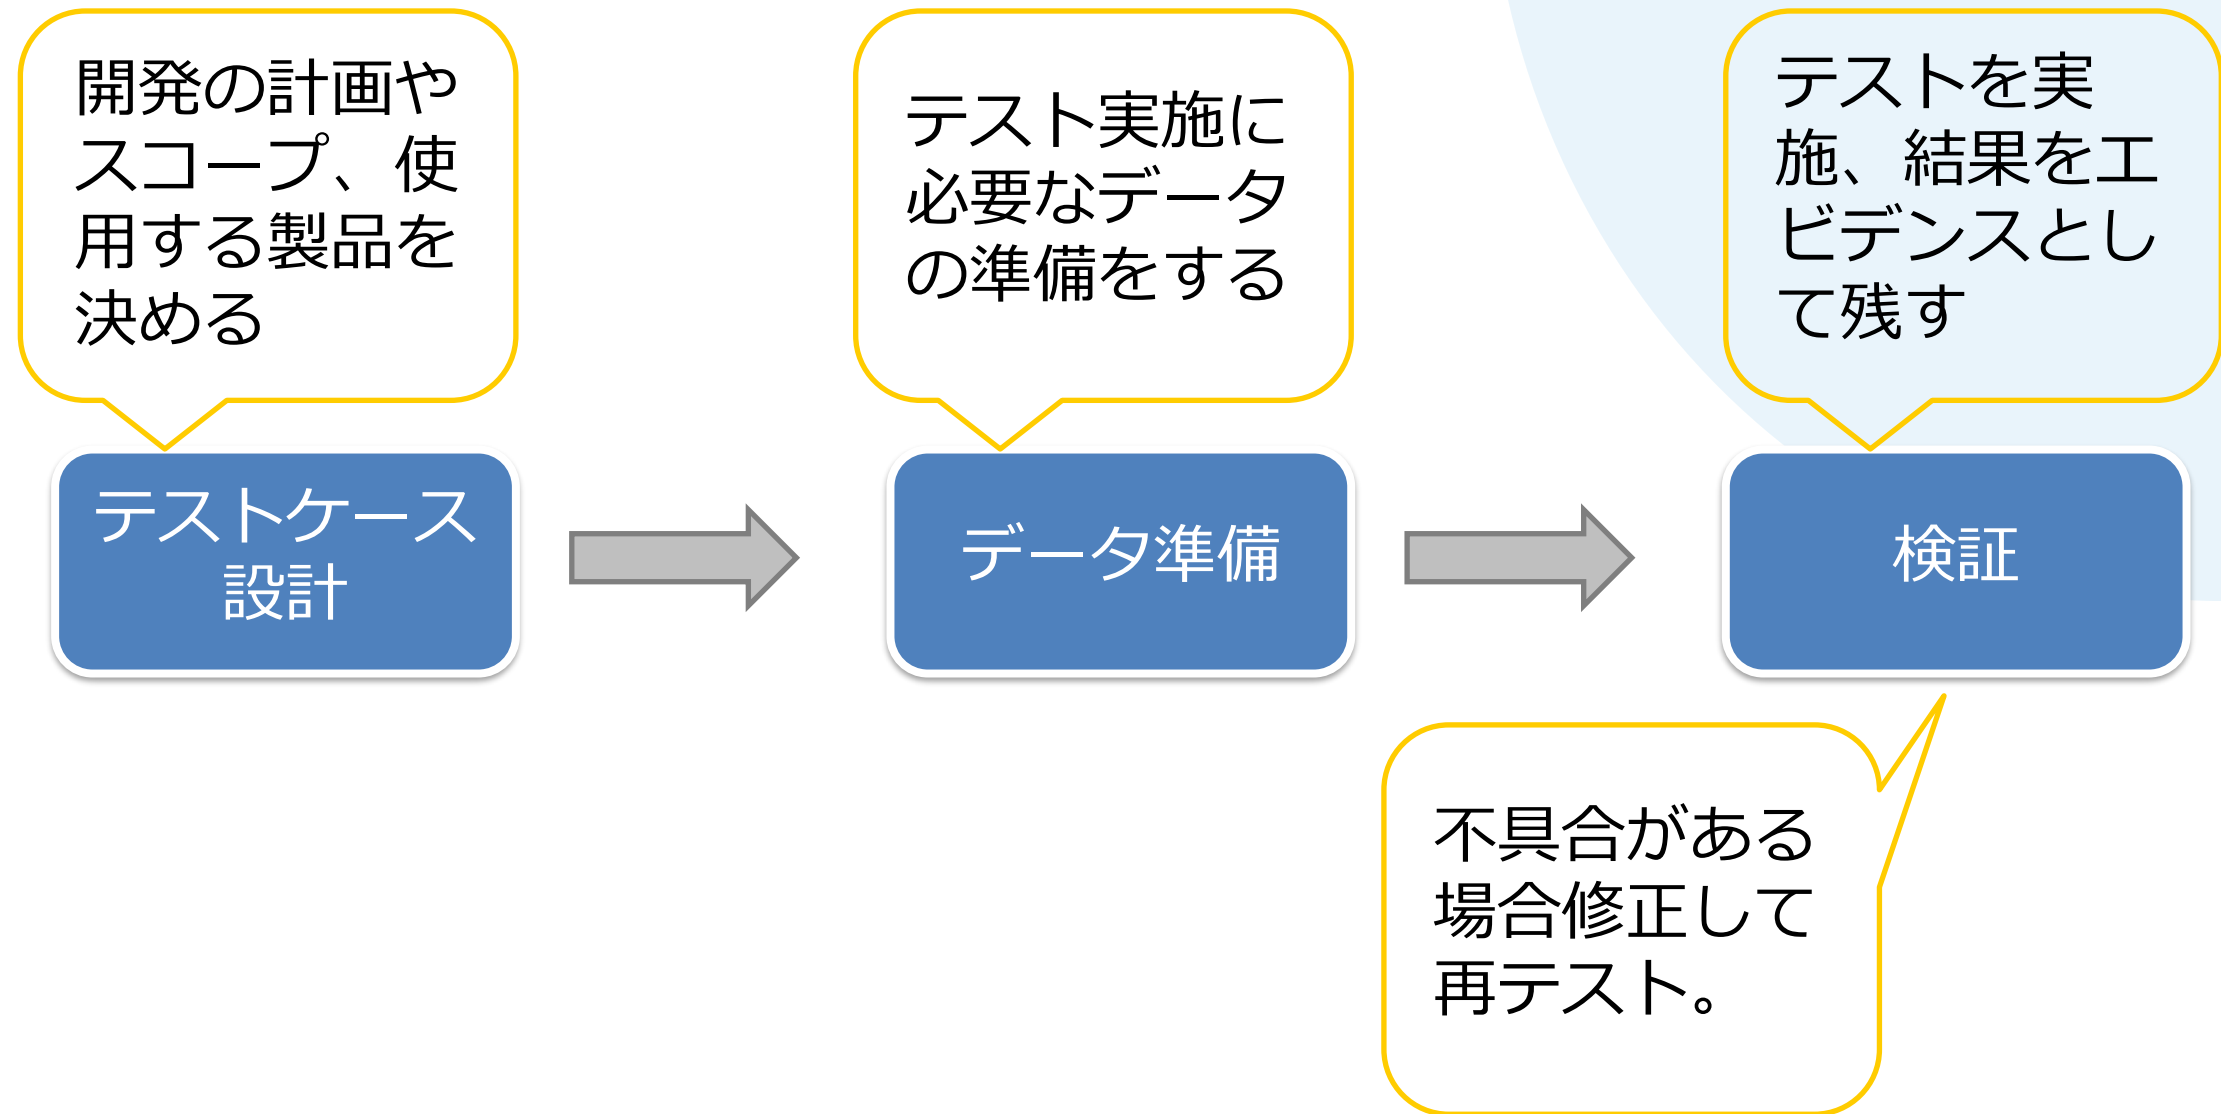 開発の計画や
スコープ、使
用する製品を
決める
テスト実施に
必要なデータ
の準備をする
テストを実
施、結果をエ
ビデンスとし
て残す
テストケース
設計
データ準備
検証
不具合がある
場合修正して
再テスト。